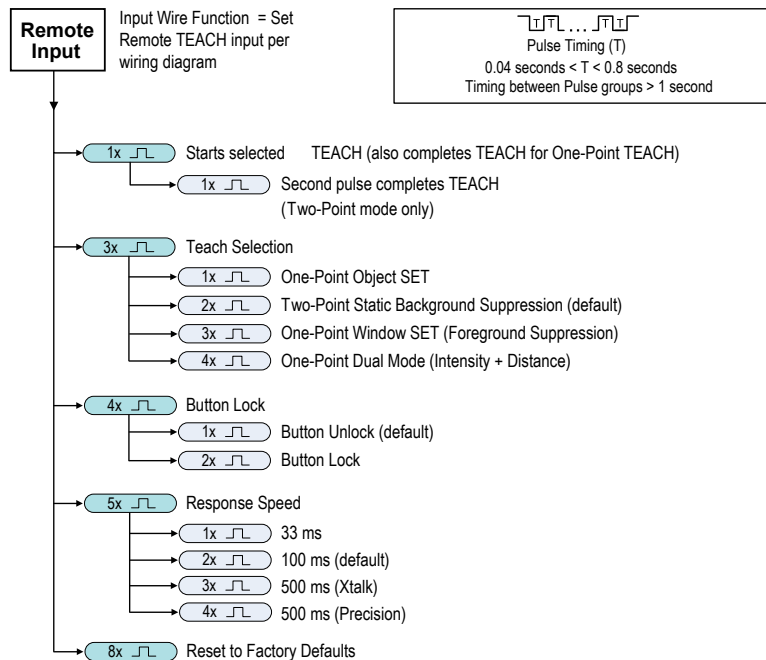 Remote
Input
Input Wire Function = Set
Remote TEACH input per
wiring diagram
T T ... T T
Pulse Timing (T)
0.04 seconds < T < 0.8 seconds
Timing between Pulse groups > 1 second
1x Starts selected TEACH (also completes TEACH for One-Point TEACH)
1x Second pulse completes TEACH
(Two-Point mode only)
3x Teach Selection
1x One-Point Object SET
2x Two-Point Static Background Suppression (default)
3x One-Point Window SET (Foreground Suppression)
4x One-Point Dual Mode (Intensity + Distance)
4x Button Lock
1x Button Unlock (default)
2x Button Lock
5x Response Speed
1x 33 ms
2x 100 ms (default)
3x 500 ms (Xtalk)
4x 500 ms (Precision)
8x Reset to Factory Defaults